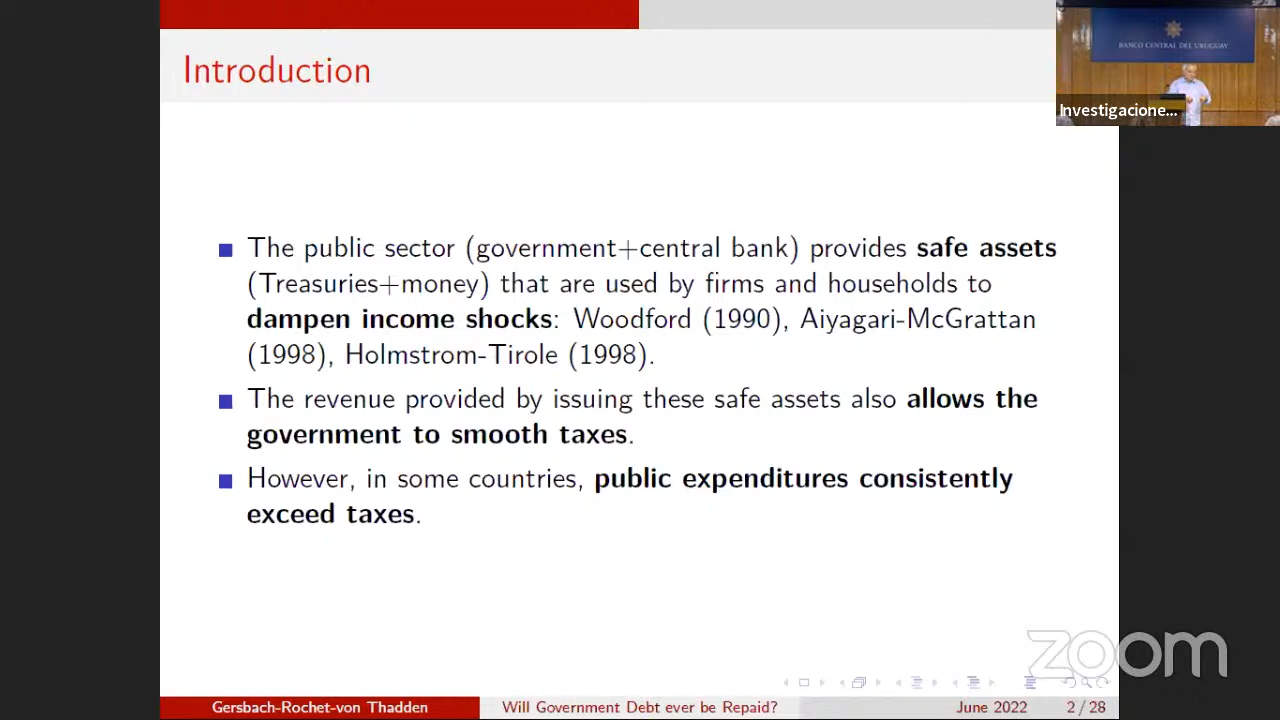 Introduction
BANCO CENTRAL DEL URUGUAY
Investigacione...
The public sector (government+central bank) provides safe assets
(Treasuries+money) that are used by firms and households to
dampen income shocks: Woodford (1990), Aiyagari-McGrattan
(1998), Holmstrom-Tirole (1998).
The revenue provided by issuing these safe assets also allows the
government to smooth taxes.
However, in some countries, public expenditures consistently
exceed taxes.
zoom
Gersbach-Rochet-von Thadden
Will Government Debt ever be Repaid?
June 2022
2 / 28